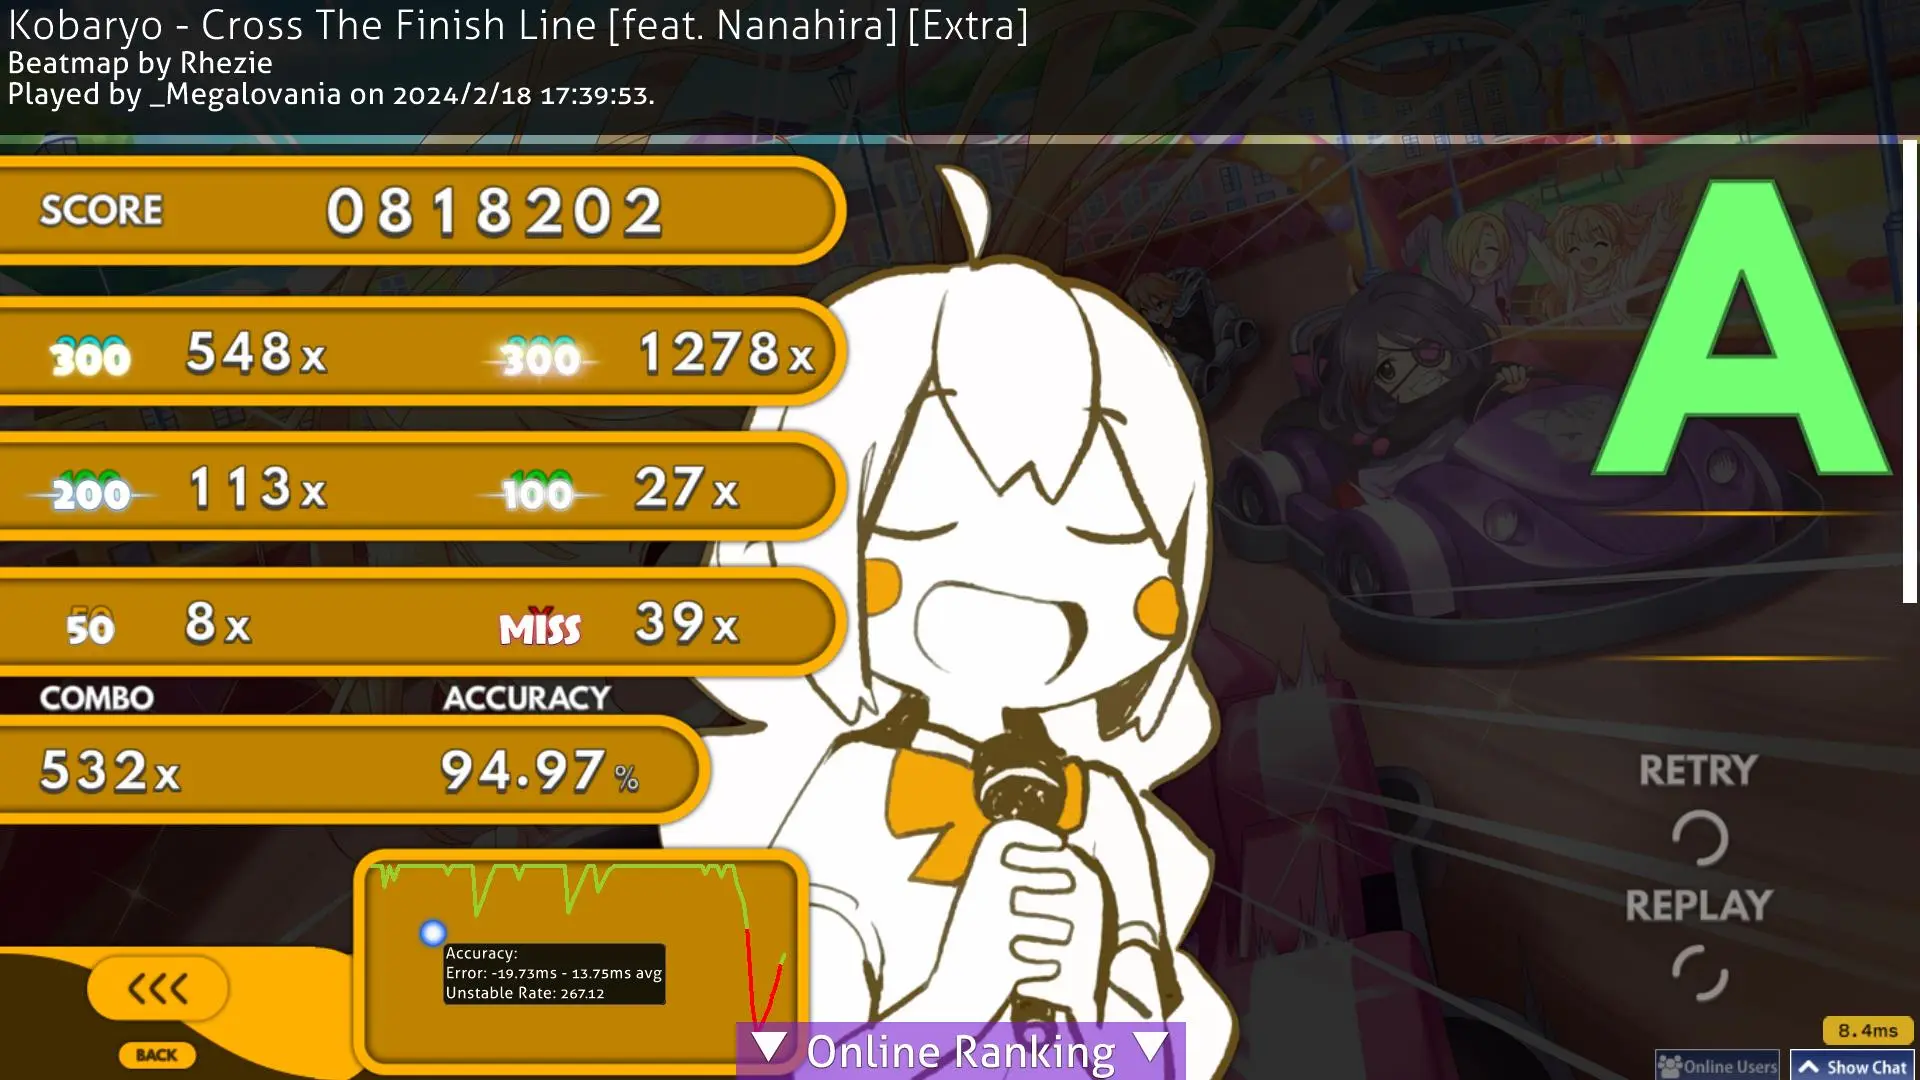 Kobaryo - Cross The Finish Line [feat. Nanahira] [Extra]
Beatmap by Rhezie
Played by _Megalovania on 2024/2/18 17:39:53.
SCORE 0818202
300 548x 300 1278x
200 113x 100 27x
50 8x MISS 39x
COMBO ACCURACY
532x 94.97%
Accuracy:
Error: -19.73ms - 13.75ms avg
Unstable Rate: 267.12
A
RETRY
REPLAY
BACK
▼ Online Ranking ▼
8.4ms
Online Users
Show Chat